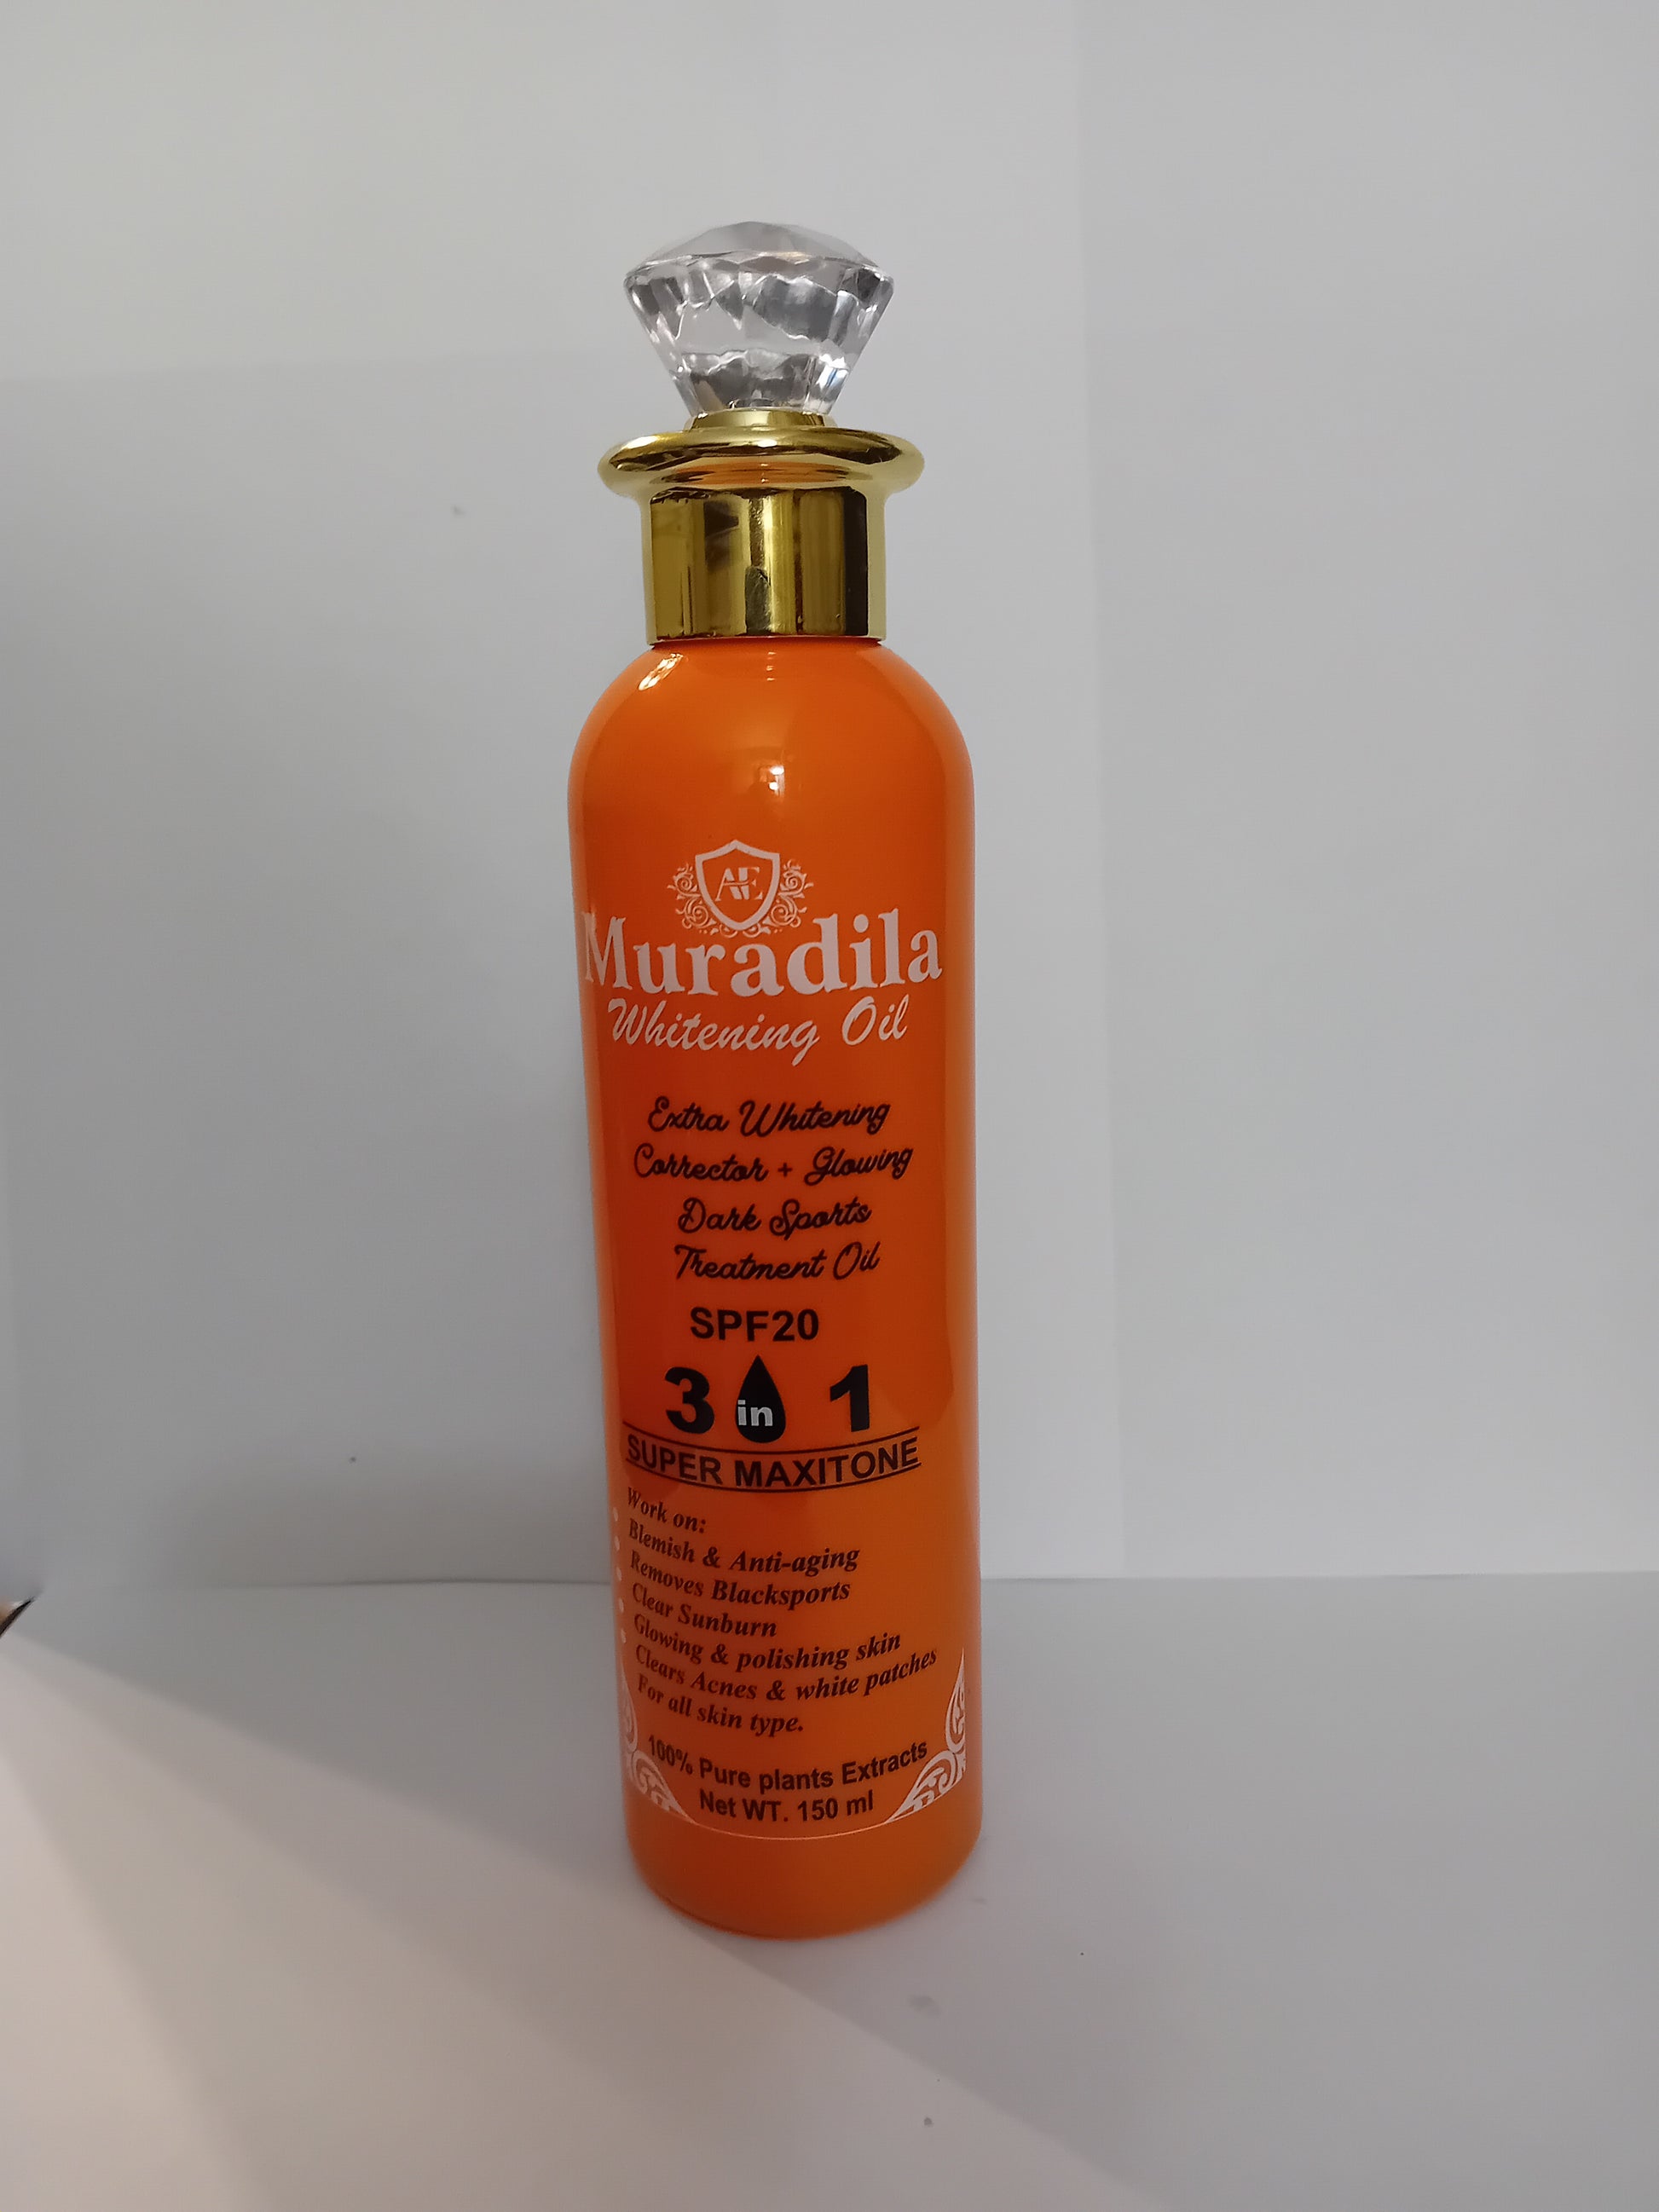 AE
Muradila
Whitening Oil
Extra Whitening
Corrector + Glowing
Dark Sports
Treatment Oil
SPF20
3 in 1
SUPER MAXITONE
Work on:
Blemish & Anti-aging
Removes Blacksports
Clear Sunburn
Glowing & polishing skin
Clears Acnes & white patches
For all skin type.
100% Pure plants Extracts
Net WT. 150 ml